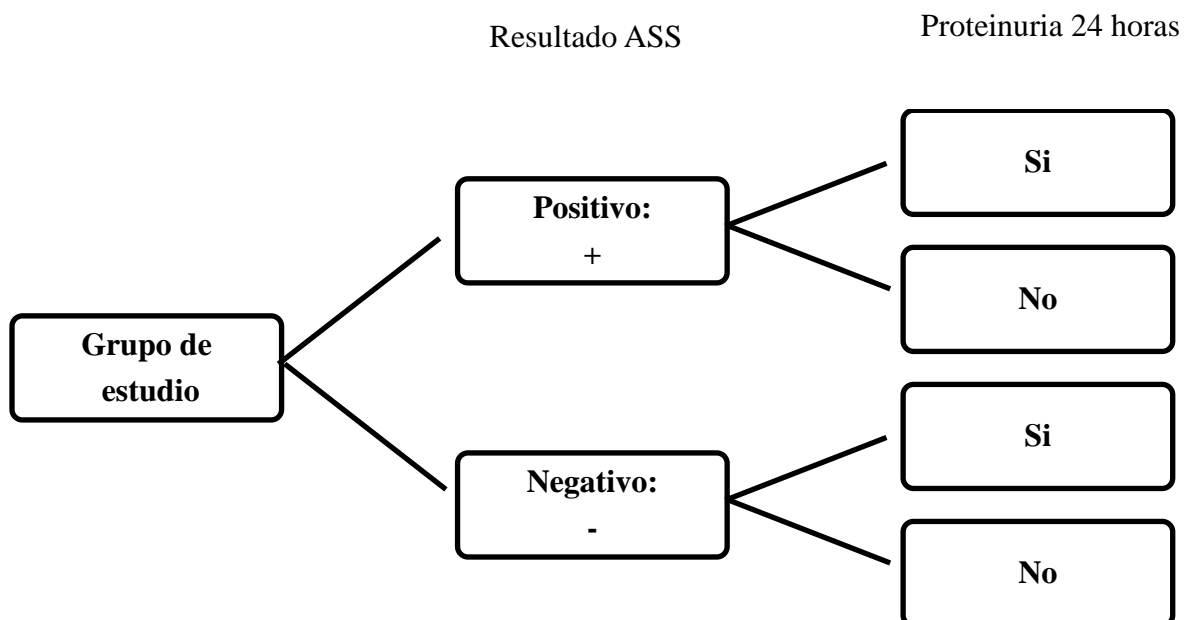 Resultado ASS
Proteinuria 24 horas
Grupo de
estudio
Positivo:
+
Si
No
Negativo:
-
Si
No